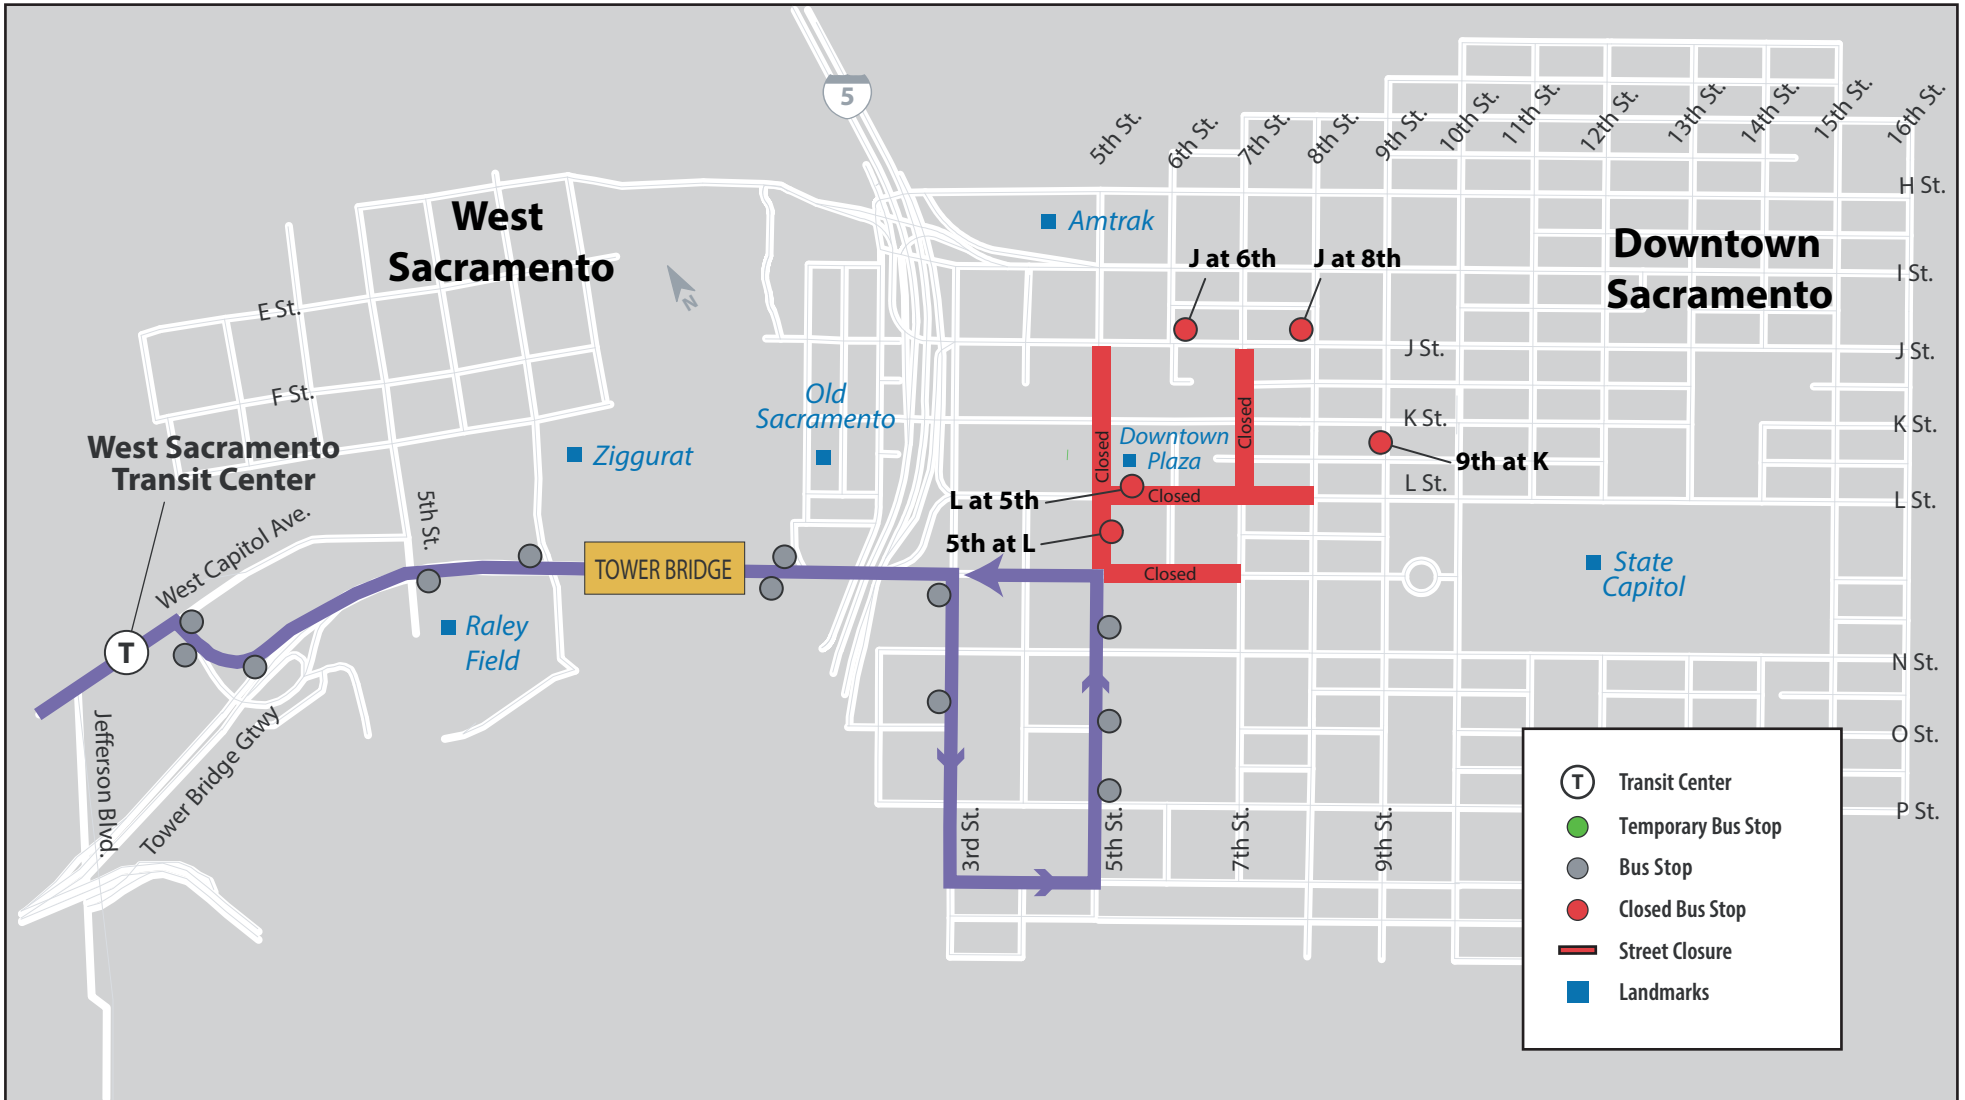 5
5th St.
6th St.
7th St.
8th St.
9th St.
10th St.
11th St.
12th St.
13th St.
14th St.
15th St.
16th St.
H St.
West
Sacramento
Amtrak
Downtown
Sacramento
J at 6th
J at 8th
I St.
N
E St.
J St.
J St.
F St.
Old
Sacramento
Closed
Closed
K St.
K St.
Downtown
Plaza
West Sacramento
Transit Center
Ziggurat
9th at K
L St.
L St.
L at 5th
Closed
5th St.
West Capitol Ave.
5th at L
TOWER BRIDGE
Closed
State
Capitol
T
Raley
Field
N St.
Jefferson Blvd.
Tower Bridge Gtwy
O St.
P St.
3rd St.
5th St.
7th St.
9th St.
T Transit Center
Temporary Bus Stop
Bus Stop
Closed Bus Stop
Street Closure
Landmarks